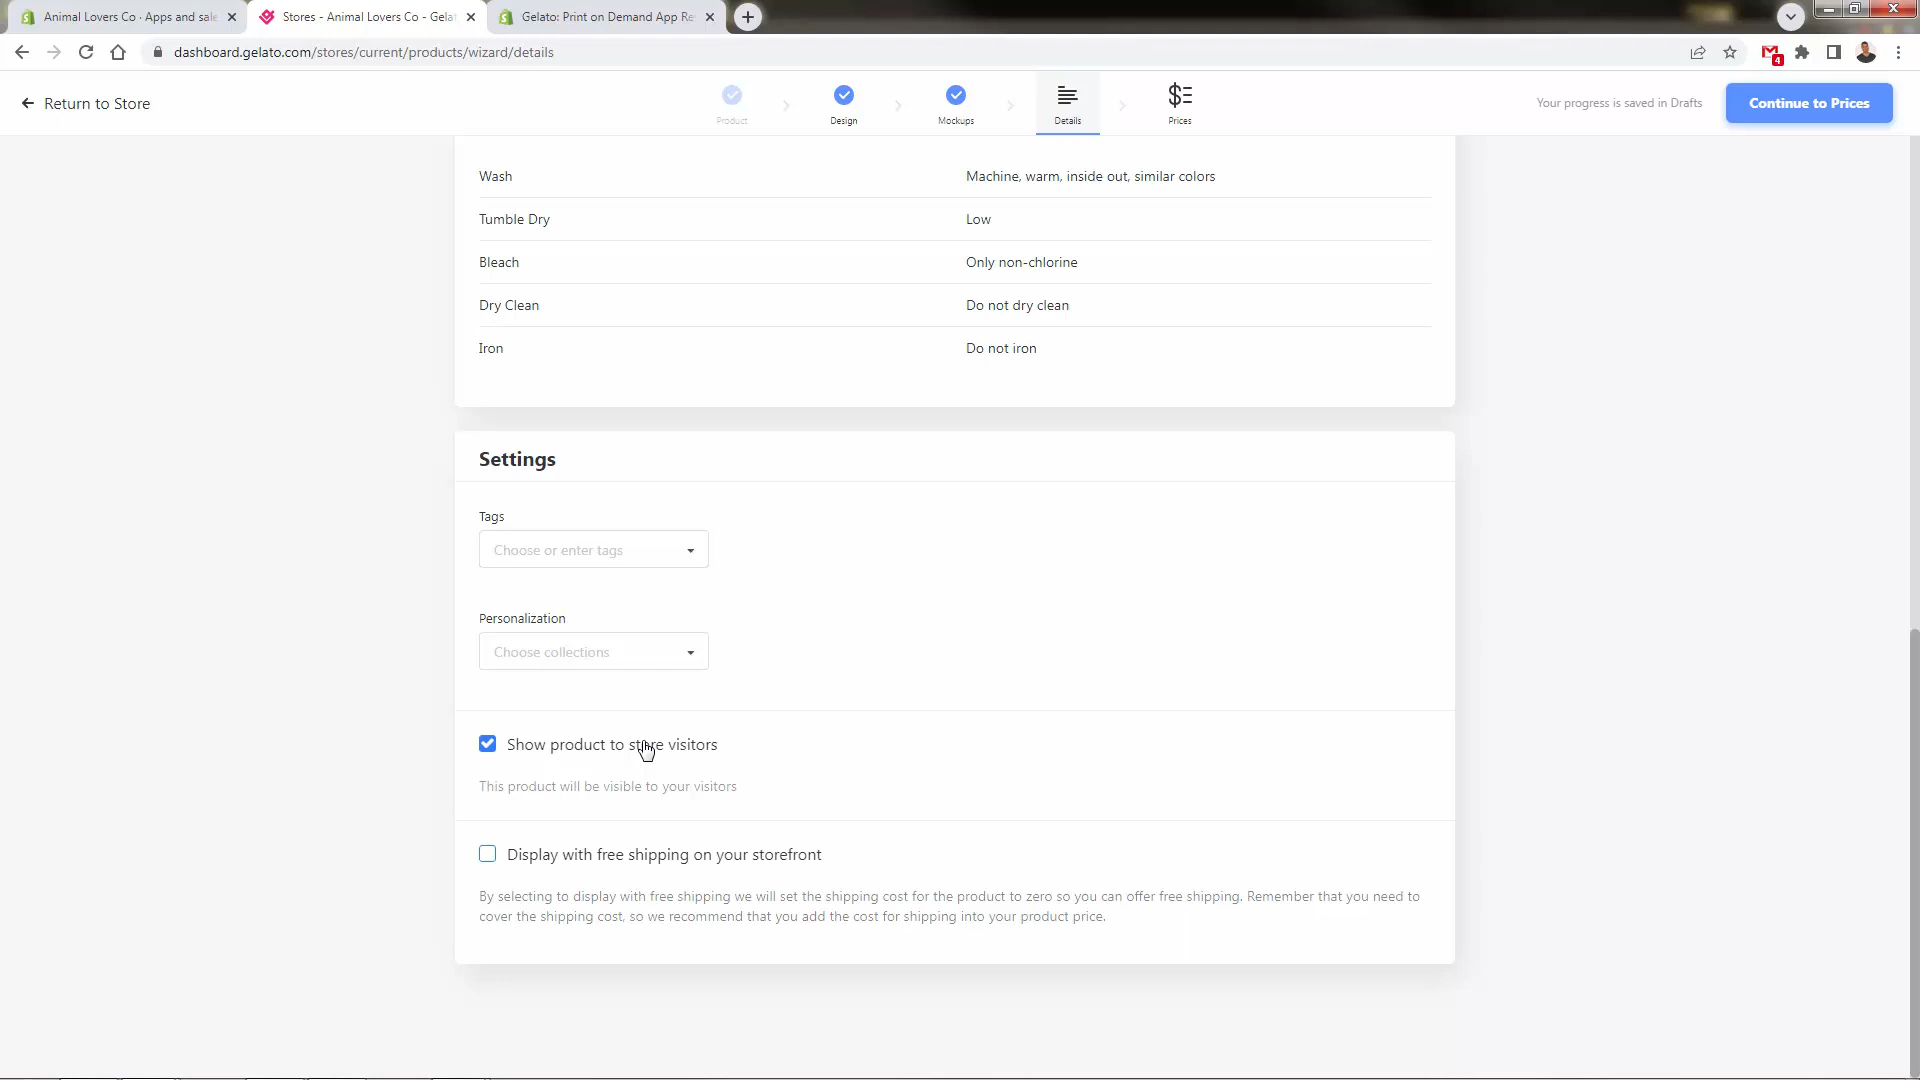 Animal Lovers Co · Apps and sale
Stores - Animal Lovers Co - Gelat
Gelato: Print on Demand App Re
dashboard.gelato.com/stores/current/products/wizard/details
4
Return to Store
Product
Design
Mockups
Details
Prices
Your progress is saved in Drafts
Continue to Prices
Wash Machine, warm, inside out, similar colors
Tumble Dry Low
Bleach Only non-chlorine
Dry Clean Do not dry clean
Iron Do not iron
Settings
Tags
Choose or enter tags
Personalization
Choose collections
Show product to store visitors
This product will be visible to your visitors
Display with free shipping on your storefront
By selecting to display with free shipping we will set the shipping cost for the product to zero so you can offer free shipping. Remember that you need to
cover the shipping cost, so we recommend that you add the cost for shipping into your product price.